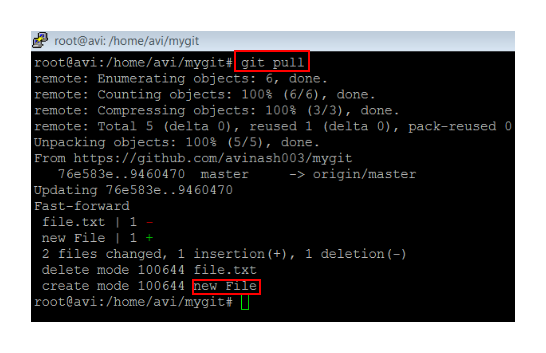 root@avi: /home/avi/mygit
root@avi:/home/avi/mygit# git pull
remote: Enumerating objects: 6, done.
remote: Counting objects: 100% (6/6), done.
remote: Compressing objects: 100% (3/3), done.
remote: Total 5 (delta 0), reused 1 (delta 0), pack-reused 0
Unpacking objects: 100% (5/5), done.
From https://github.com/avinash003/mygit
   76e583e..9460470  master     -> origin/master
Updating 76e583e..9460470
Fast-forward
 file.txt | 1 -
 new File | 1 +
 2 files changed, 1 insertion(+), 1 deletion(-)
 delete mode 100644 file.txt
 create mode 100644 new File
root@avi:/home/avi/mygit#